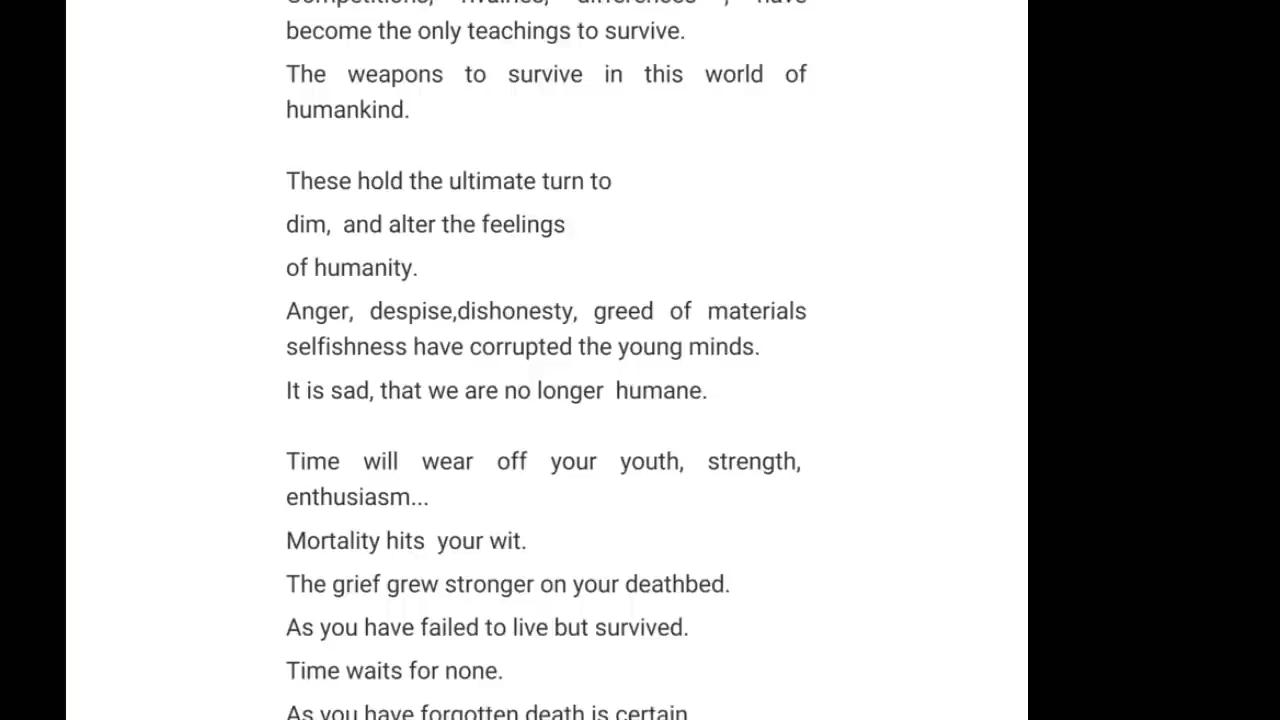 Competitions, rivalries, differences , have
become the only teachings to survive.
The weapons to survive in this world of
humankind.
These hold the ultimate turn to
dim, and alter the feelings
of humanity.
Anger, despise,dishonesty, greed of materials
selfishness have corrupted the young minds.
It is sad, that we are no longer humane.
Time will wear off your youth, strength,
enthusiasm...
Mortality hits your wit.
The grief grew stronger on your deathbed.
As you have failed to live but survived.
Time waits for none.
As you have forgotten death is certain